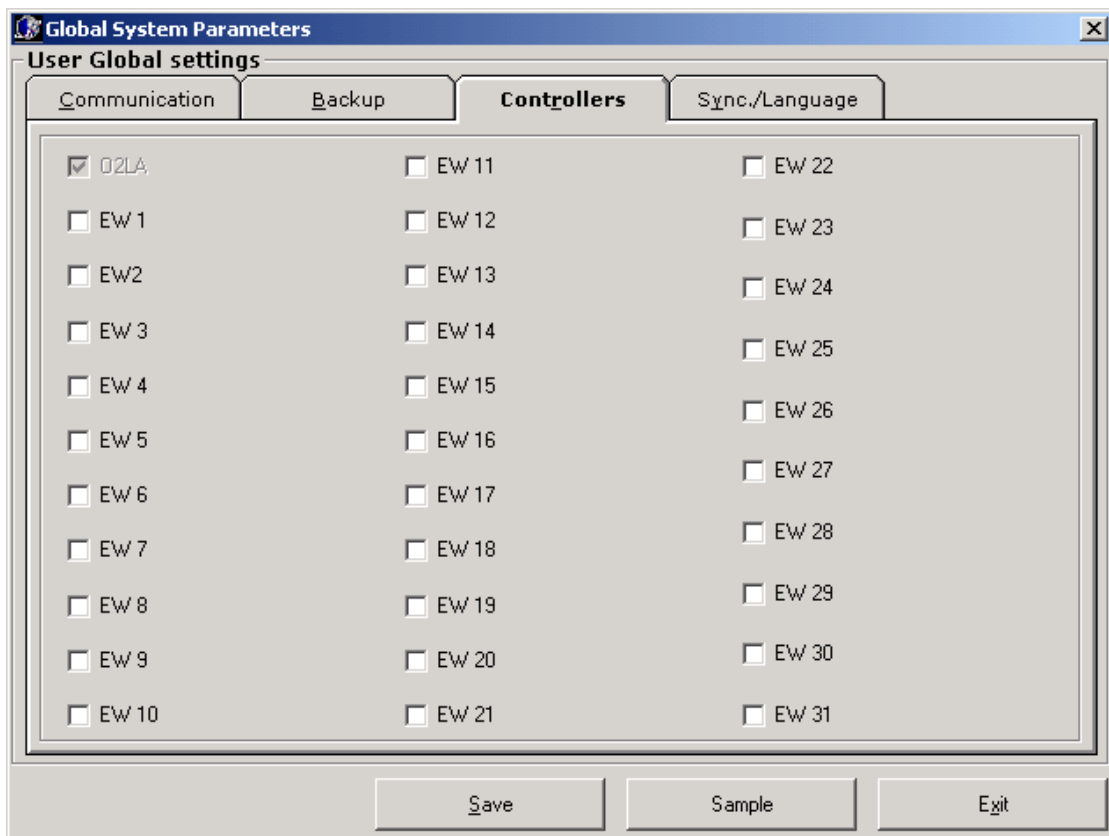 Global System Parameters
User Global settings
Communication
Backup
Controllers
Sync./Language
O2LA
EW 1
EW2
EW 3
EW 4
EW 5
EW 6
EW 7
EW 8
EW 9
EW 10
EW 11
EW 12
EW 13
EW 14
EW 15
EW 16
EW 17
EW 18
EW 19
EW 20
EW 21
EW 22
EW 23
EW 24
EW 25
EW 26
EW 27
EW 28
EW 29
EW 30
EW 31
Save
Sample
Exit